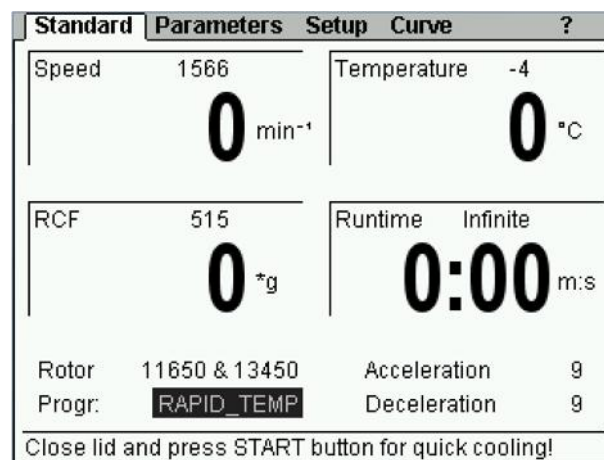 Standard Parameters Setup Curve ?
Speed 1566
0 min⁻¹
Temperature -4
0 °C
RCF 515
0 *g
Runtime Infinite
0:00 m:s
Rotor 11650 & 13450 Acceleration 9
Progr: RAPID_TEMP Deceleration 9
Close lid and press START button for quick cooling!